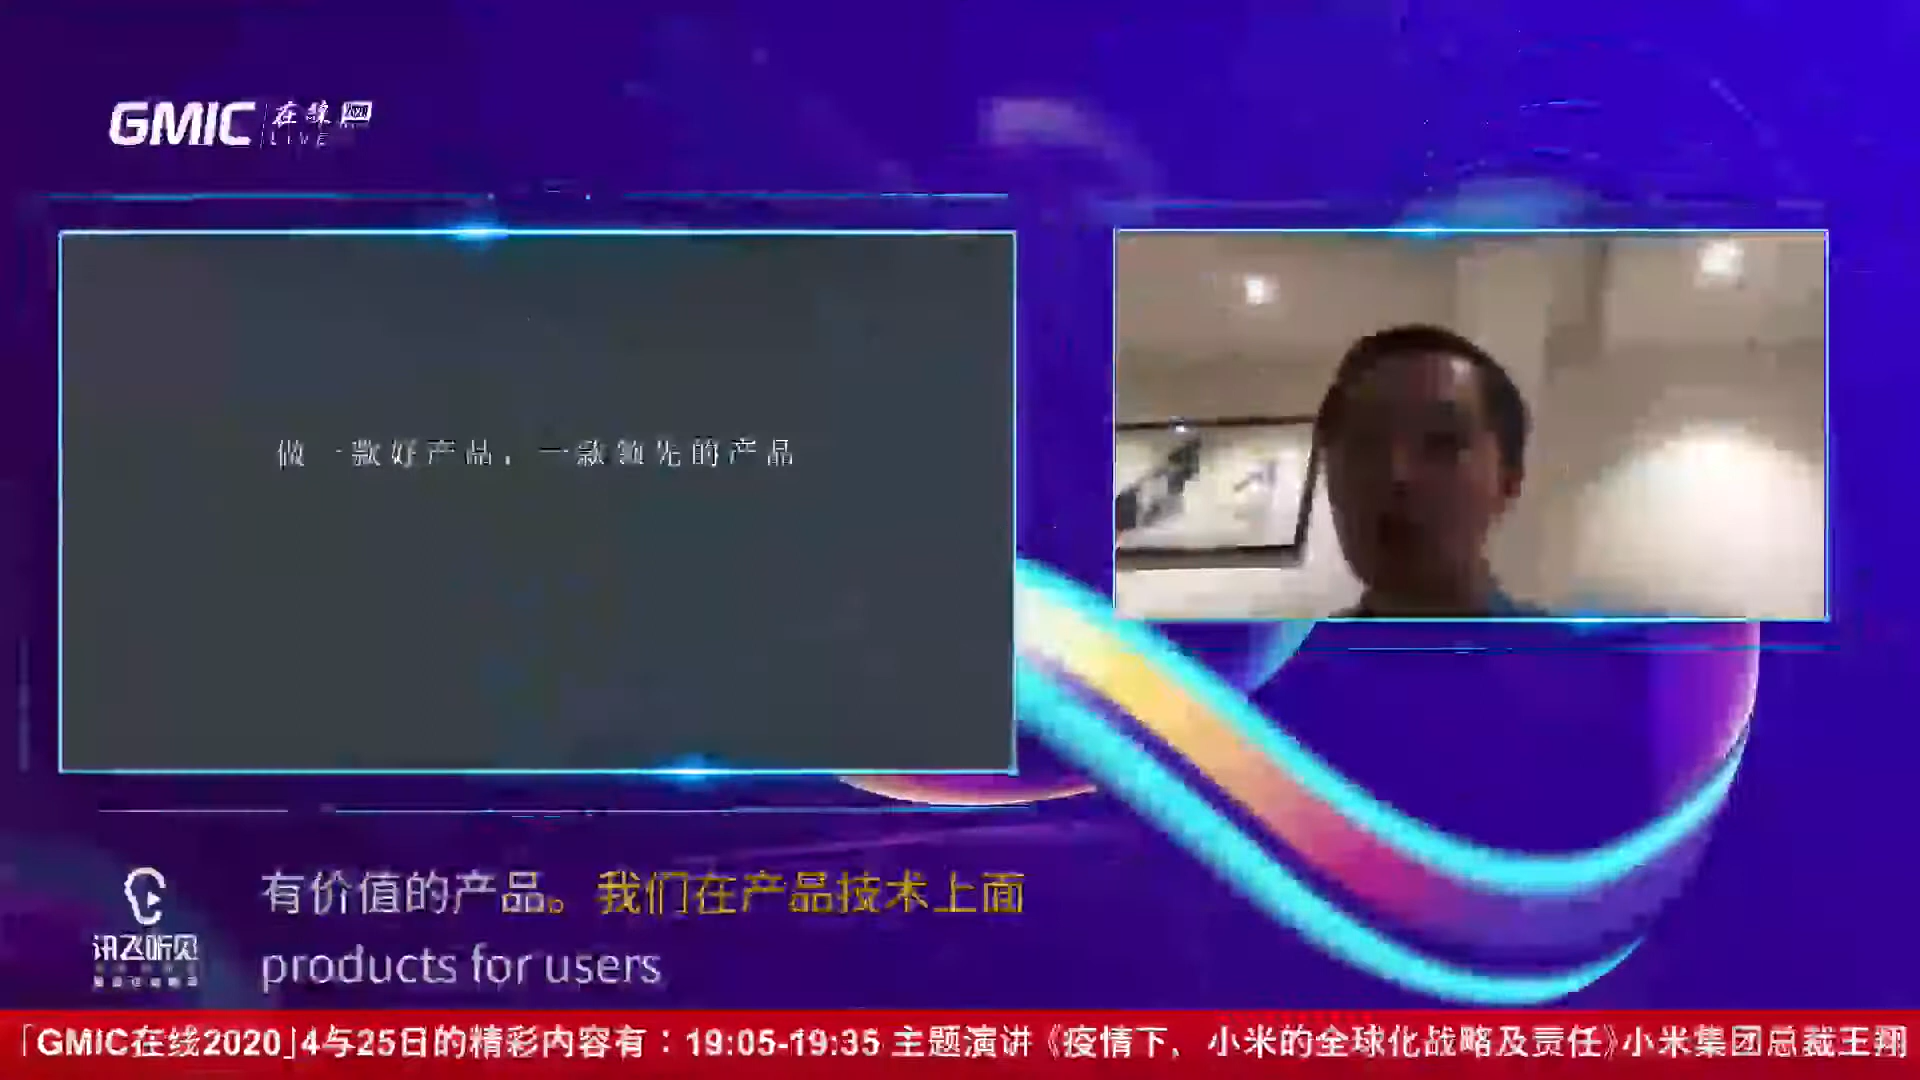 GMIC 在線 2020
LIVE
做一款好产品，一款领先的产品
有价值的产品。我们在产品技术上面
products for users
讯飞听见
「GMIC在线2020」4与25日的精彩内容有：19:05-19:35 主题演讲《疫情下，小米的全球化战略及责任》小米集团总裁王翔